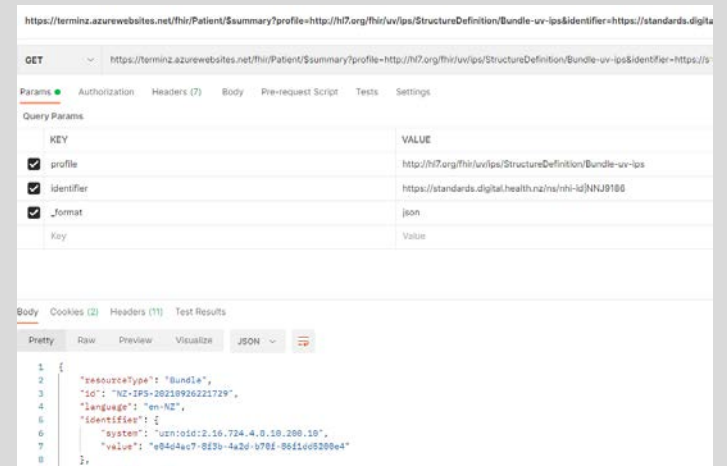 https://terminz.azurewebsites.net/fhir/Patient/$summary?profile=http://hl7.org/fhir/uv/ips/StructureDefinition/Bundle-uv-ips&identifier=https://standards.digita
GET https://terminz.azurewebsites.net/fhir/Patient/$summary?profile=http://hl7.org/fhir/uv/ips/StructureDefinition/Bundle-uv-ips&identifier=https://s
Params Authorization Headers (7) Body Pre-request Script Tests Settings
Query Params
KEY VALUE
profile http://hl7.org/fhir/uv/ips/StructureDefinition/Bundle-uv-ips
identifier https://standards.digital.health.nz/ns/nhi-id|NNJ9186
_format json
Key Value
Body Cookies (2) Headers (11) Test Results
Pretty Raw Preview Visualize JSON
1 {
2 "resourceType": "Bundle",
3 "id": "NZ-IPS-20210926221729",
4 "language": "en-NZ",
5 "identifier": {
6 "system": "urn:oid:2.16.724.4.8.10.200.10",
7 "value":
8 },